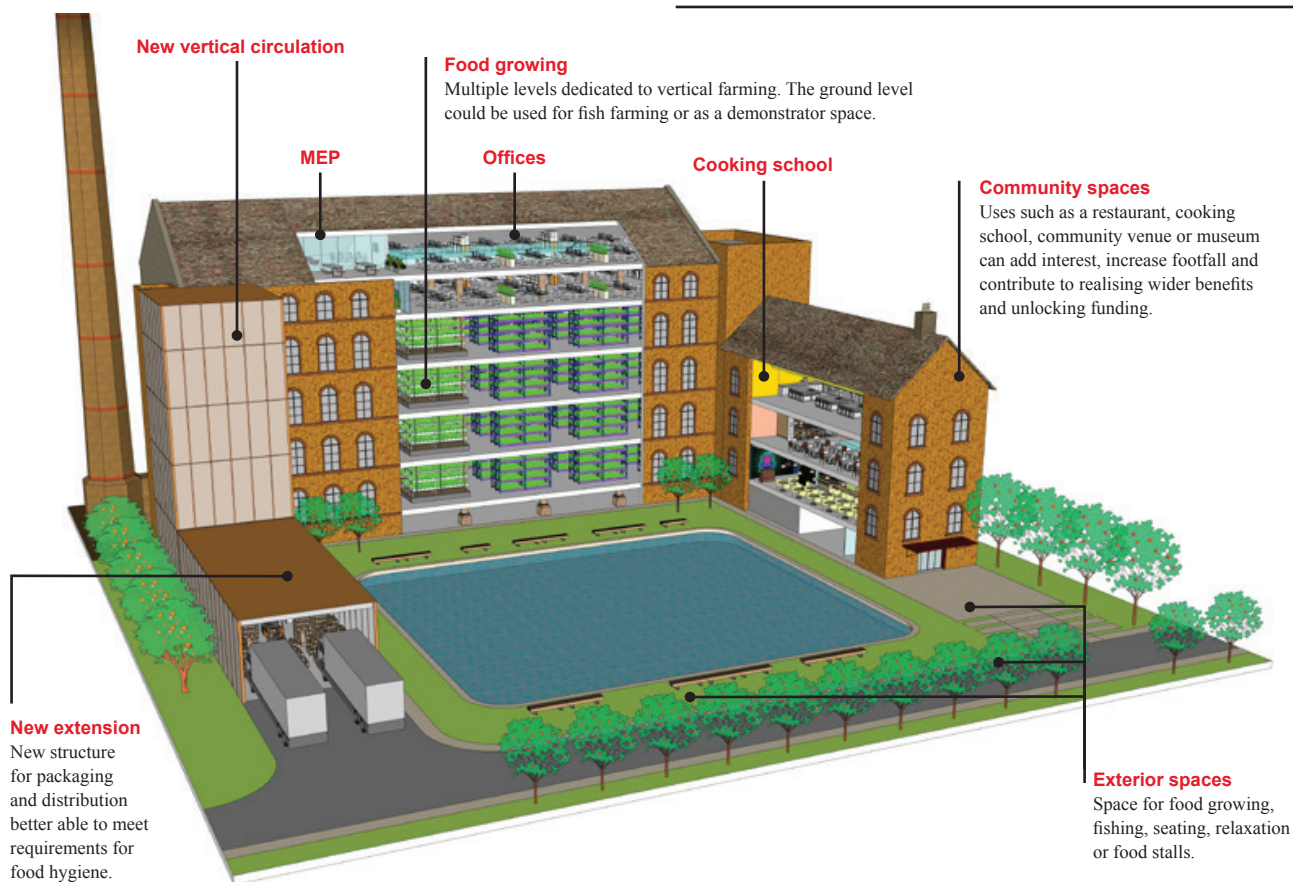 New vertical circulation
Food growing
Multiple levels dedicated to vertical farming. The ground level
could be used for fish farming or as a demonstrator space.
MEP
Offices
Cooking school
Community spaces
Uses such as a restaurant, cooking
school, community venue or museum
can add interest, increase footfall and
contribute to realising wider benefits
and unlocking funding.
New extension
New structure
for packaging
and distribution
better able to meet
requirements for
food hygiene.
Exterior spaces
Space for food growing,
fishing, seating, relaxation
or food stalls.